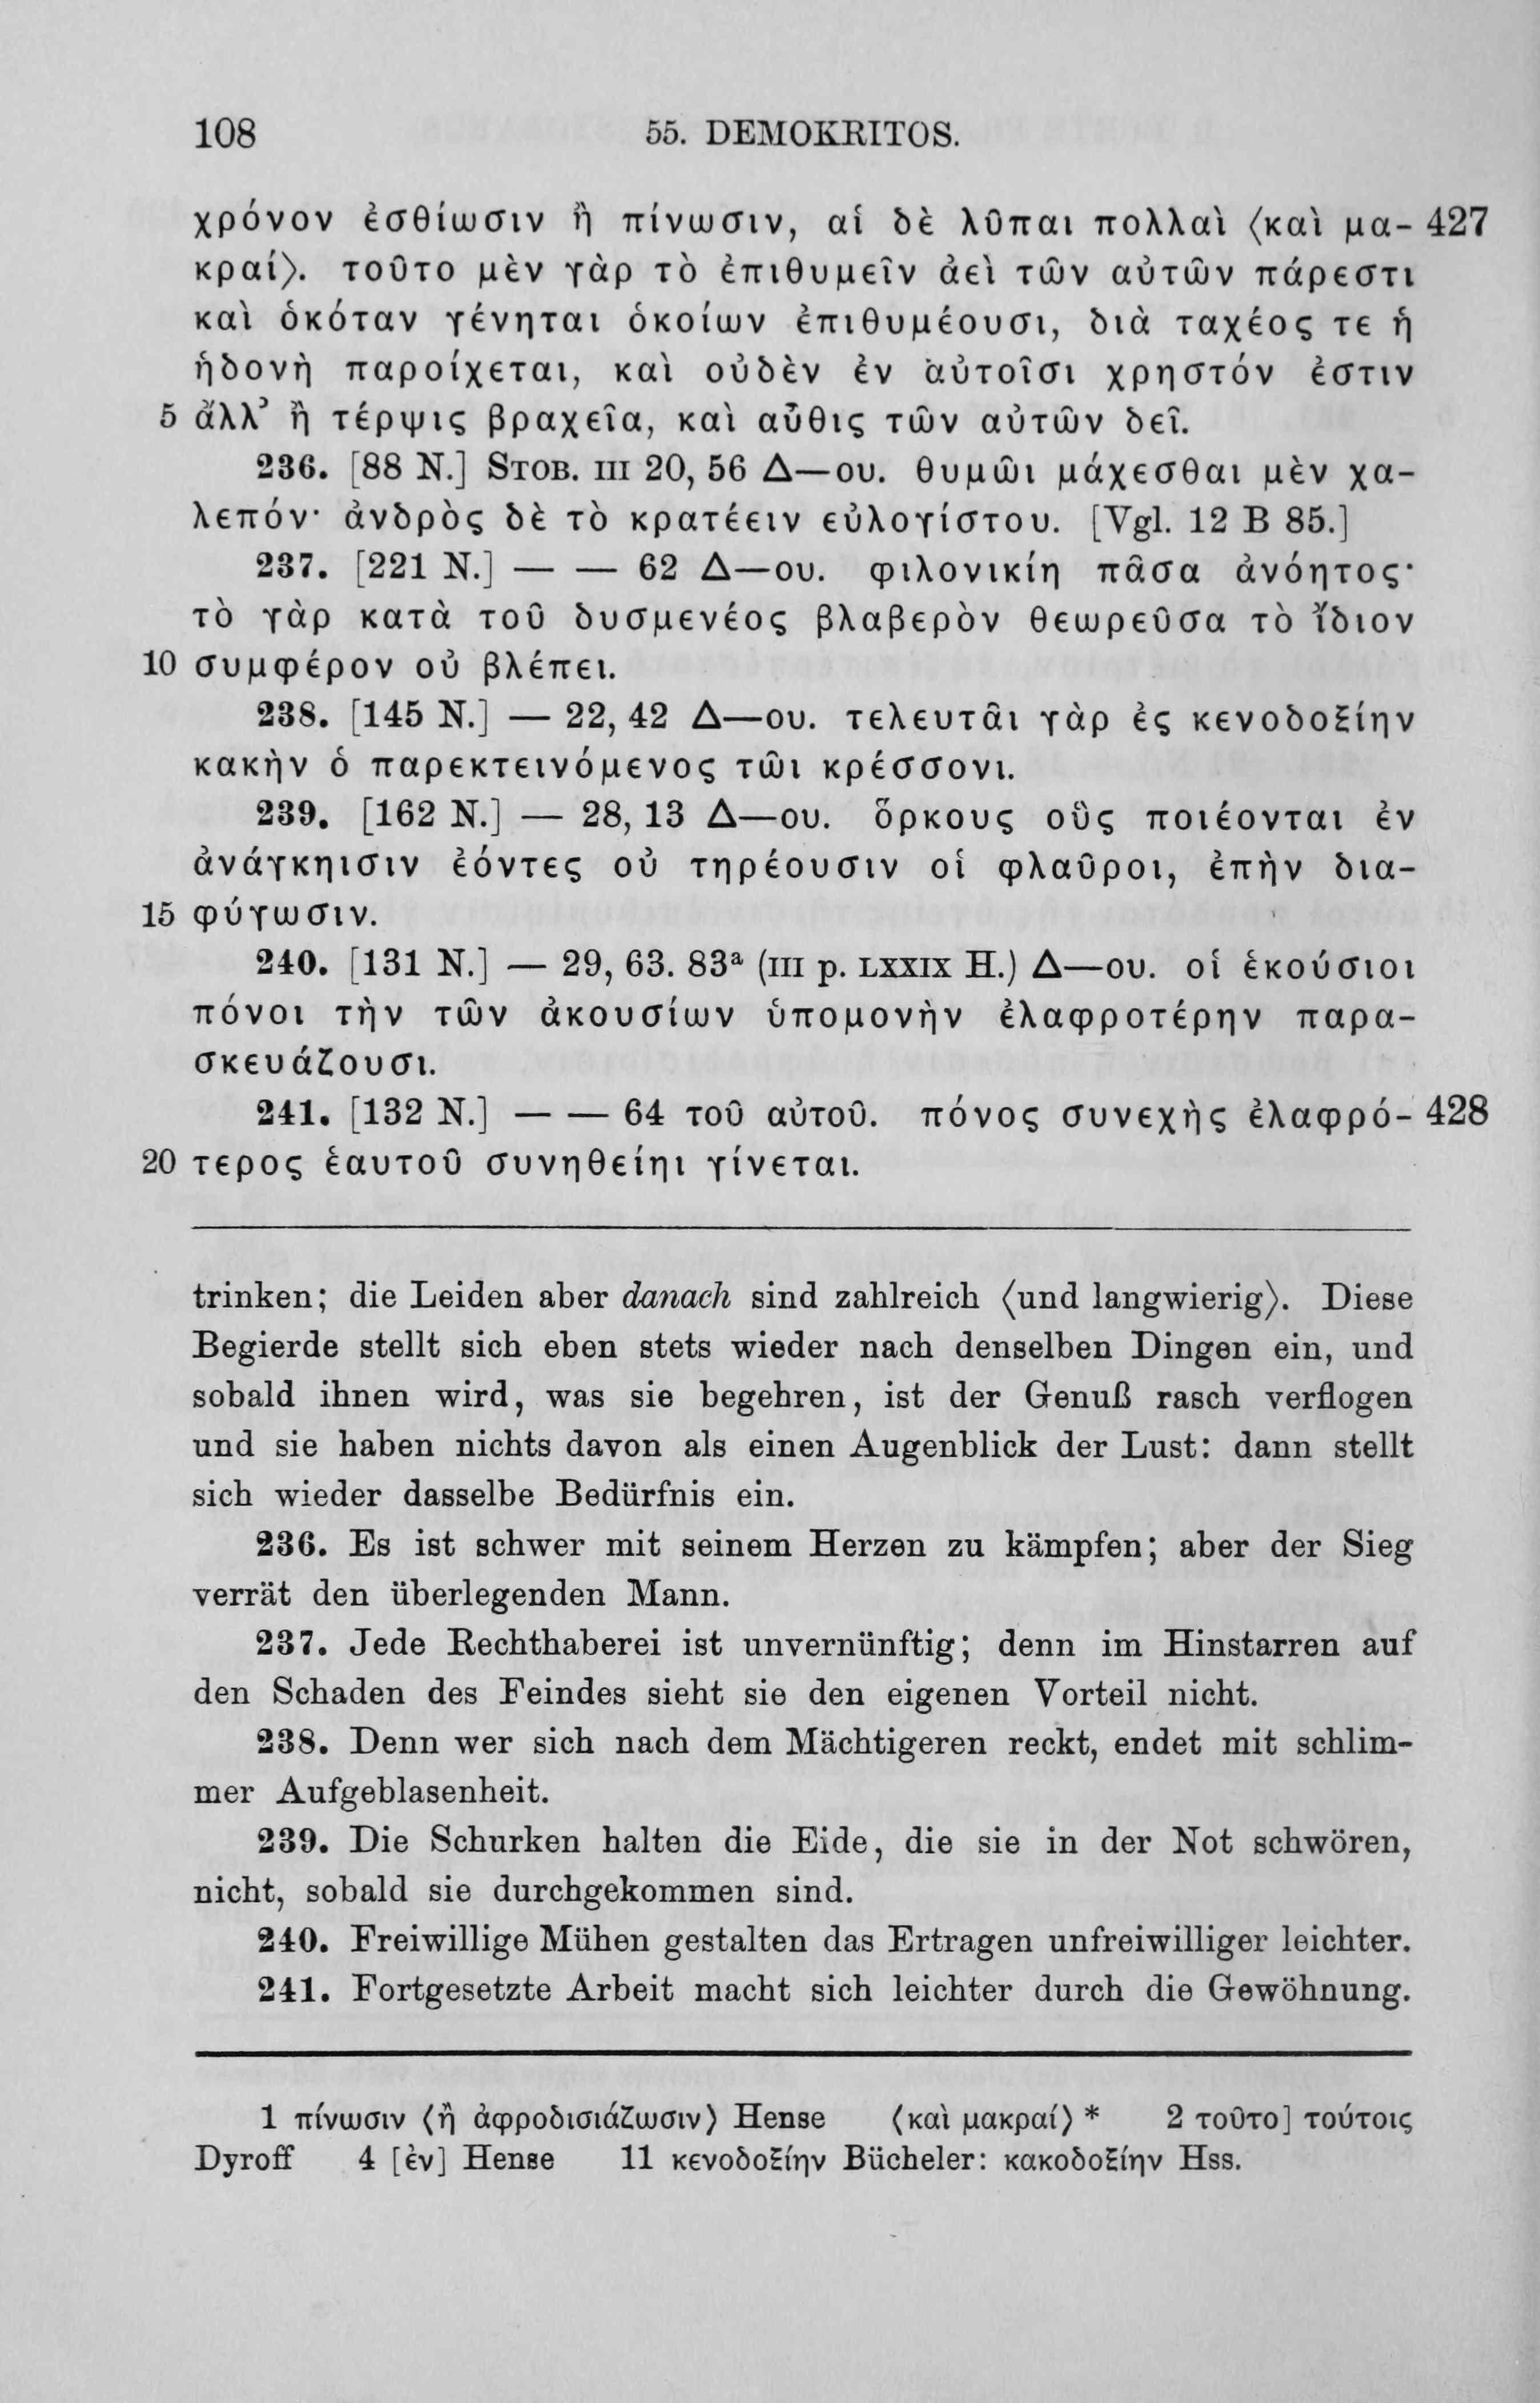 108 55. DEMOKRITOS.
χρόνον ἐσθίωσιν ἢ πίνωσιν, αἱ δὲ λῦπαι πολλαὶ ⟨καὶ μα- 427
κραί⟩. τοῦτο μὲν γὰρ τὸ ἐπιθυμεῖν ἀεὶ τῶν αὐτῶν πάρεστι
καὶ ὁκόταν γένηται ὁκοίων ἐπιθυμέουσι, διὰ ταχέος τε ἡ
ἡδονὴ παροίχεται, καὶ οὐδὲν ἐν αὐτοῖσι χρηστόν ἐστιν
5 ἀλλ’ ἢ τέρψις βραχεῖα, καὶ αὖθις τῶν αὐτῶν δεῖ.
236. [88 N.] STOB. III 20, 56 Δ—ου. θυμῶι μάχεσθαι μὲν χα-
λεπόν· ἀνδρὸς δὲ τὸ κρατέειν εὐλογίστου. [Vgl. 12 B 85.]
237. [221 N.] — — 62 Δ—ου. φιλονικίη πᾶσα ἀνόητος·
τὸ γὰρ κατὰ τοῦ δυσμενέος βλαβερὸν θεωρεῦσα τὸ ἴδιον
10 συμφέρον οὐ βλέπει.
238. [145 N.] — 22, 42 Δ—ου. τελευτᾶι γὰρ ἐς κενοδοξίην
κακὴν ὁ παρεκτεινόμενος τῶι κρέσσονι.
239. [162 N.] — 28, 13 Δ—ου. ὅρκους οὓς ποιέονται ἐν
ἀνάγκηισιν ἐόντες οὐ τηρέουσιν οἱ φλαῦροι, ἐπὴν δια-
15 φύγωσιν.
240. [131 N.] — 29, 63. 83ª (III p. LXXIX H.) Δ—ου. οἱ ἑκούσιοι
πόνοι τὴν τῶν ἀκουσίων ὑπομονὴν ἐλαφροτέρην παρα-
σκευάζουσι.
241. [132 N.] — — 64 τοῦ αὐτοῦ. πόνος συνεχὴς ἐλαφρό- 428
20 τερος ἑαυτοῦ συνηθείηι γίνεται.
trinken; die Leiden aber danach sind zahlreich ⟨und langwierig⟩. Diese
Begierde stellt sich eben stets wieder nach denselben Dingen ein, und
sobald ihnen wird, was sie begehren, ist der Genuß rasch verflogen
und sie haben nichts davon als einen Augenblick der Lust: dann stellt
sich wieder dasselbe Bedürfnis ein.
236. Es ist schwer mit seinem Herzen zu kämpfen; aber der Sieg
verrät den überlegenden Mann.
237. Jede Rechthaberei ist unvernünftig; denn im Hinstarren auf
den Schaden des Feindes sieht sie den eigenen Vorteil nicht.
238. Denn wer sich nach dem Mächtigeren reckt, endet mit schlim-
mer Aufgeblasenheit.
239. Die Schurken halten die Eide, die sie in der Not schwören,
nicht, sobald sie durchgekommen sind.
240. Freiwillige Mühen gestalten das Ertragen unfreiwilliger leichter.
241. Fortgesetzte Arbeit macht sich leichter durch die Gewöhnung.
1 πίνωσιν ⟨ἢ ἀφροδισιάζωσιν⟩ Hense ⟨καὶ μακραί⟩ * 2 τοῦτο] τούτοις
Dyroff 4 [ἐν] Hense 11 κενοδοξίην Bücheler: κακοδοξίην Hss.